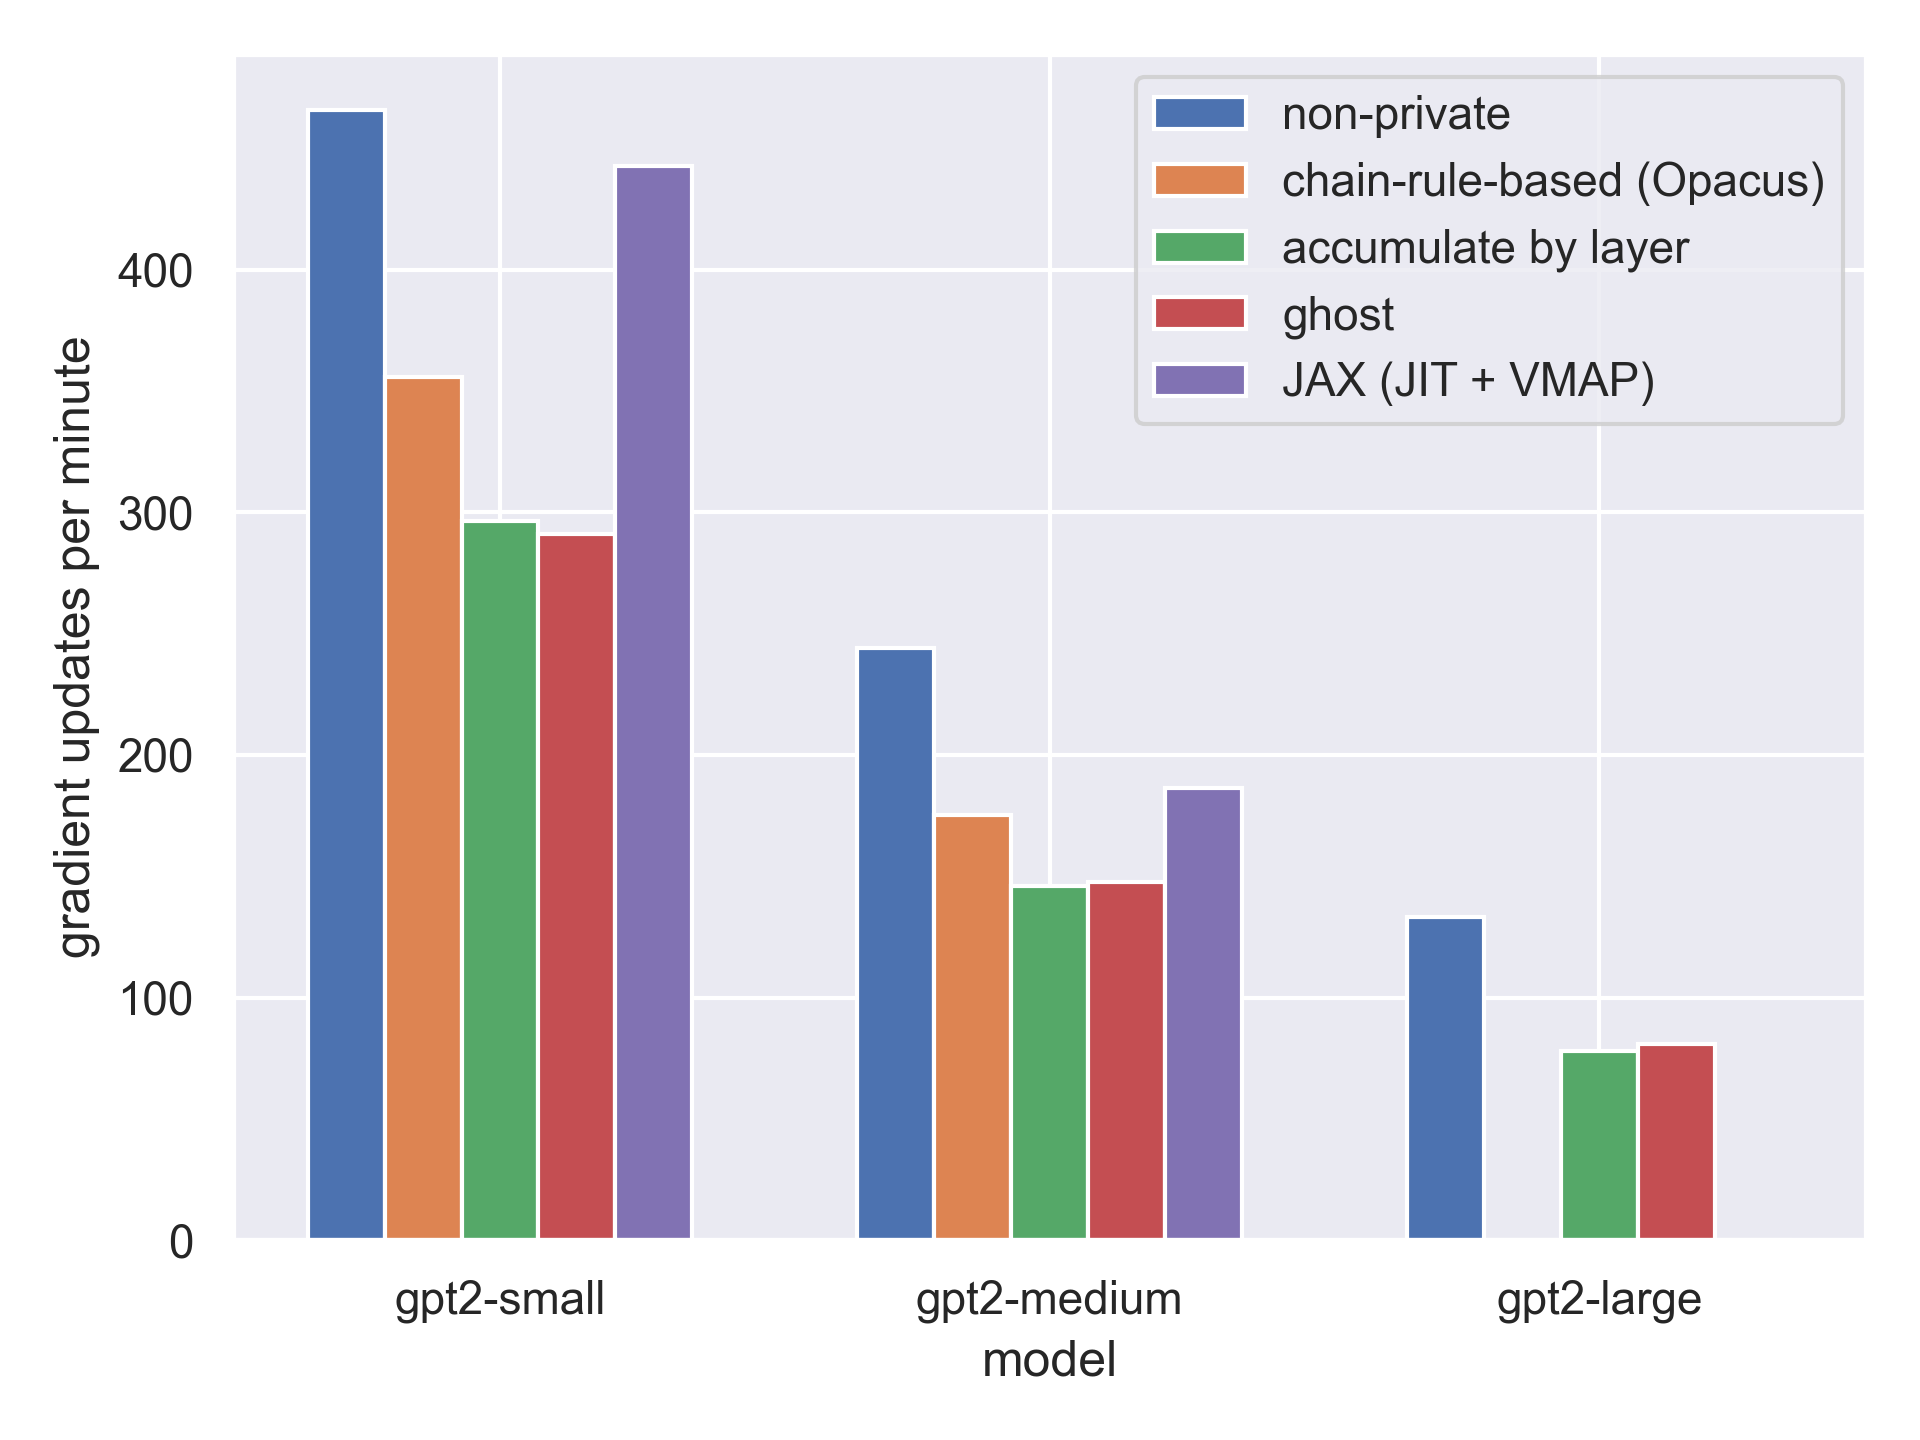 non-private
chain-rule-based (Opacus)
accumulate by layer
ghost
JAX (JIT + VMAP)
gradient updates per minute
400
300
200
100
0
gpt2-small
gpt2-medium
gpt2-large
model